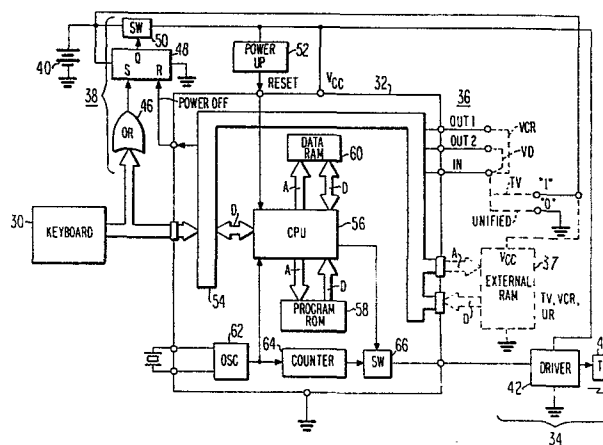 SW
50
48
Q
S
R
40
38
46
OR
POWER OFF
POWER UP
52
RESET
VCC
32
36
OUT 1
OUT 2
IN
VCR
VD
TV
"1"
"0"
UNIFIED
DATA RAM
60
A
D
30
KEYBOARD
D
CPU
56
A
D
54
PROGRAM ROM
58
A
D
VCC
37
EXTERNAL RAM
TV, VCR, UR
62
OSC
64
COUNTER
66
SW
DRIVER
42
34